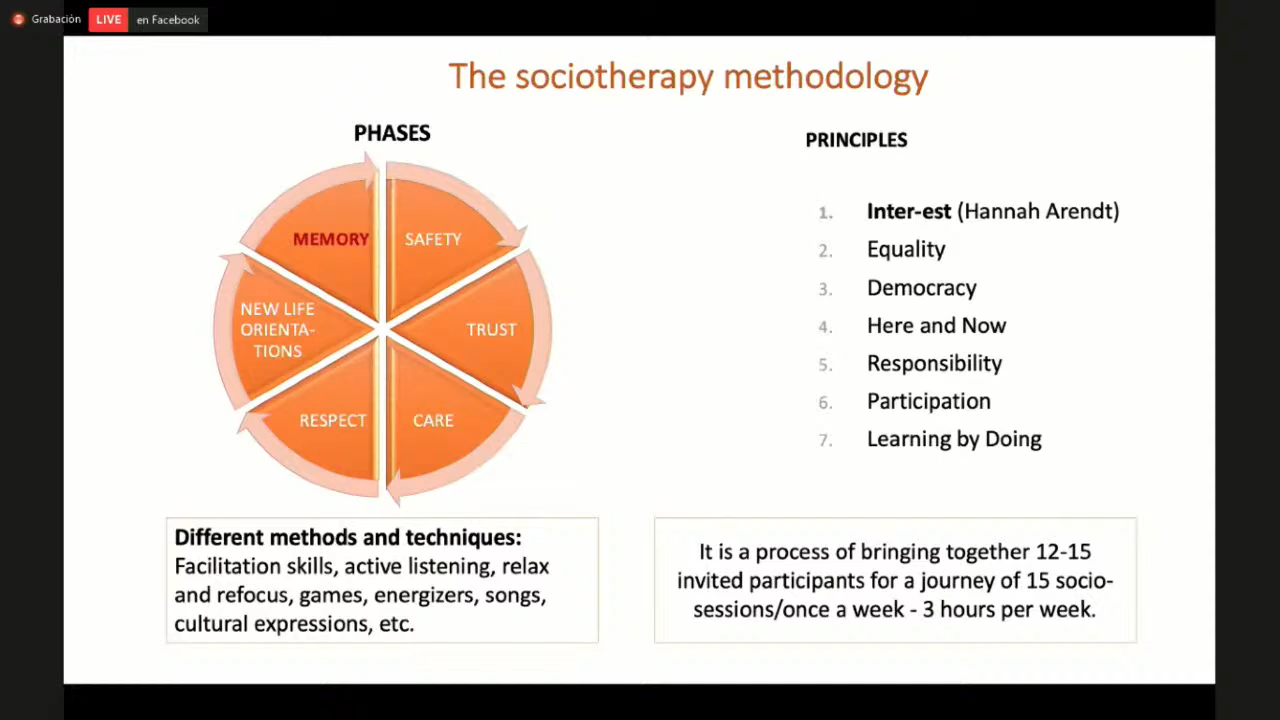 Grabación LIVE en Facebook
The sociotherapy methodology
PHASES
MEMORY
SAFETY
TRUST
CARE
RESPECT
NEW LIFE
ORIENTA-
TIONS
Different methods and techniques:
Facilitation skills, active listening, relax
and refocus, games, energizers, songs,
cultural expressions, etc.
PRINCIPLES
1. Inter-est (Hannah Arendt)
2. Equality
3. Democracy
4. Here and Now
5. Responsibility
6. Participation
7. Learning by Doing
It is a process of bringing together 12-15
invited participants for a journey of 15 socio-
sessions/once a week - 3 hours per week.